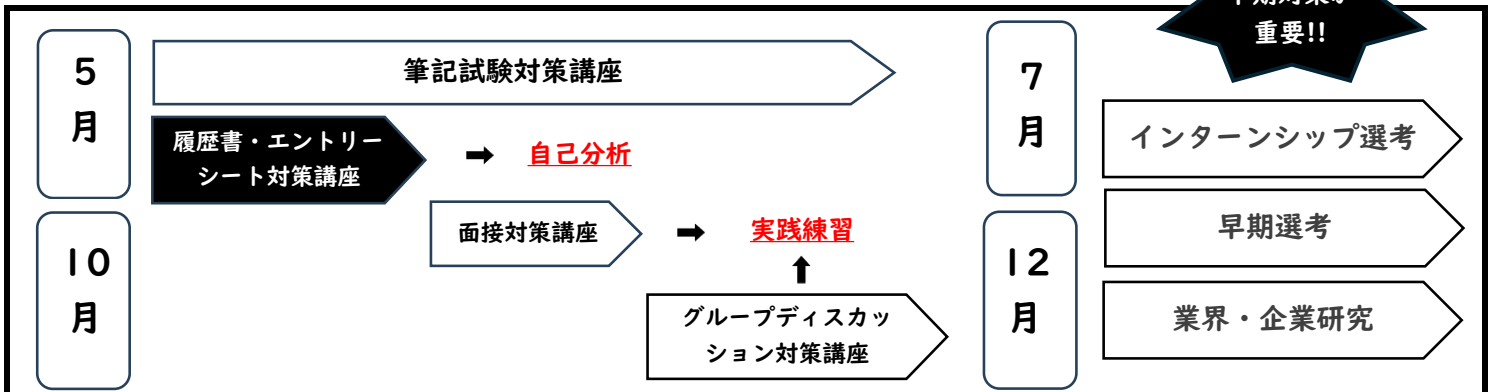 重要!!
5
月
筆記試験対策講座
履歴書・エントリー
シート対策講座
➡ 自己分析
面接対策講座
➡ 実践練習
⬆
グループディスカッ
ション対策講座
10
月
7
月
インターンシップ選考
早期選考
12
月
業界・企業研究